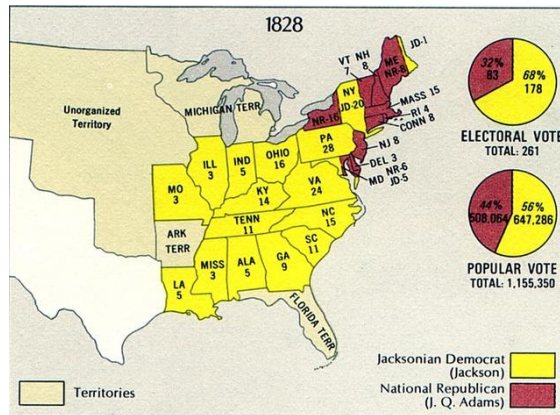 1828
Unorganized
Territory
MICHIGAN TERR
VT
7
NH
8
ME
NR-8
JD-1
NY
JD-20
NR-16
MASS 15
RI 4
CONN 8
NJ 8
DEL 3
MD NR-6
JD-5
PA
28
OHIO
16
IND
5
ILL
3
MO
3
KY
14
VA
24
TENN
11
NC
15
SC
11
ARK
TERR
LA
5
MISS
3
ALA
5
GA
9
FLORIDA TERR
32%
83
68%
178
ELECTORAL VOTE
TOTAL: 261
44%
508,064
56%
647,286
POPULAR VOTE
TOTAL: 1,155,350
Territories
Jacksonian Democrat
(Jackson)
National Republican
(J. Q. Adams)